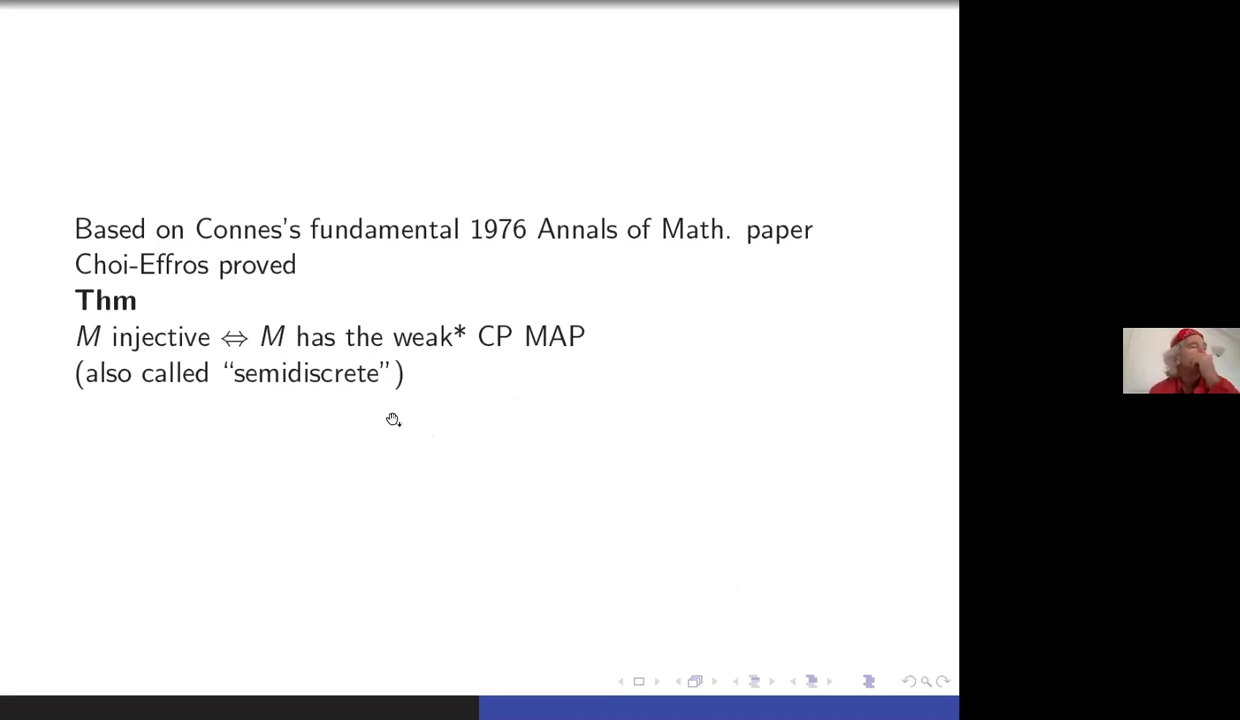 Based on Connes's fundamental 1976 Annals of Math. paper
Choi-Effros proved
Thm
M injective ⇔ M has the weak* CP MAP
(also called “semidiscrete”)